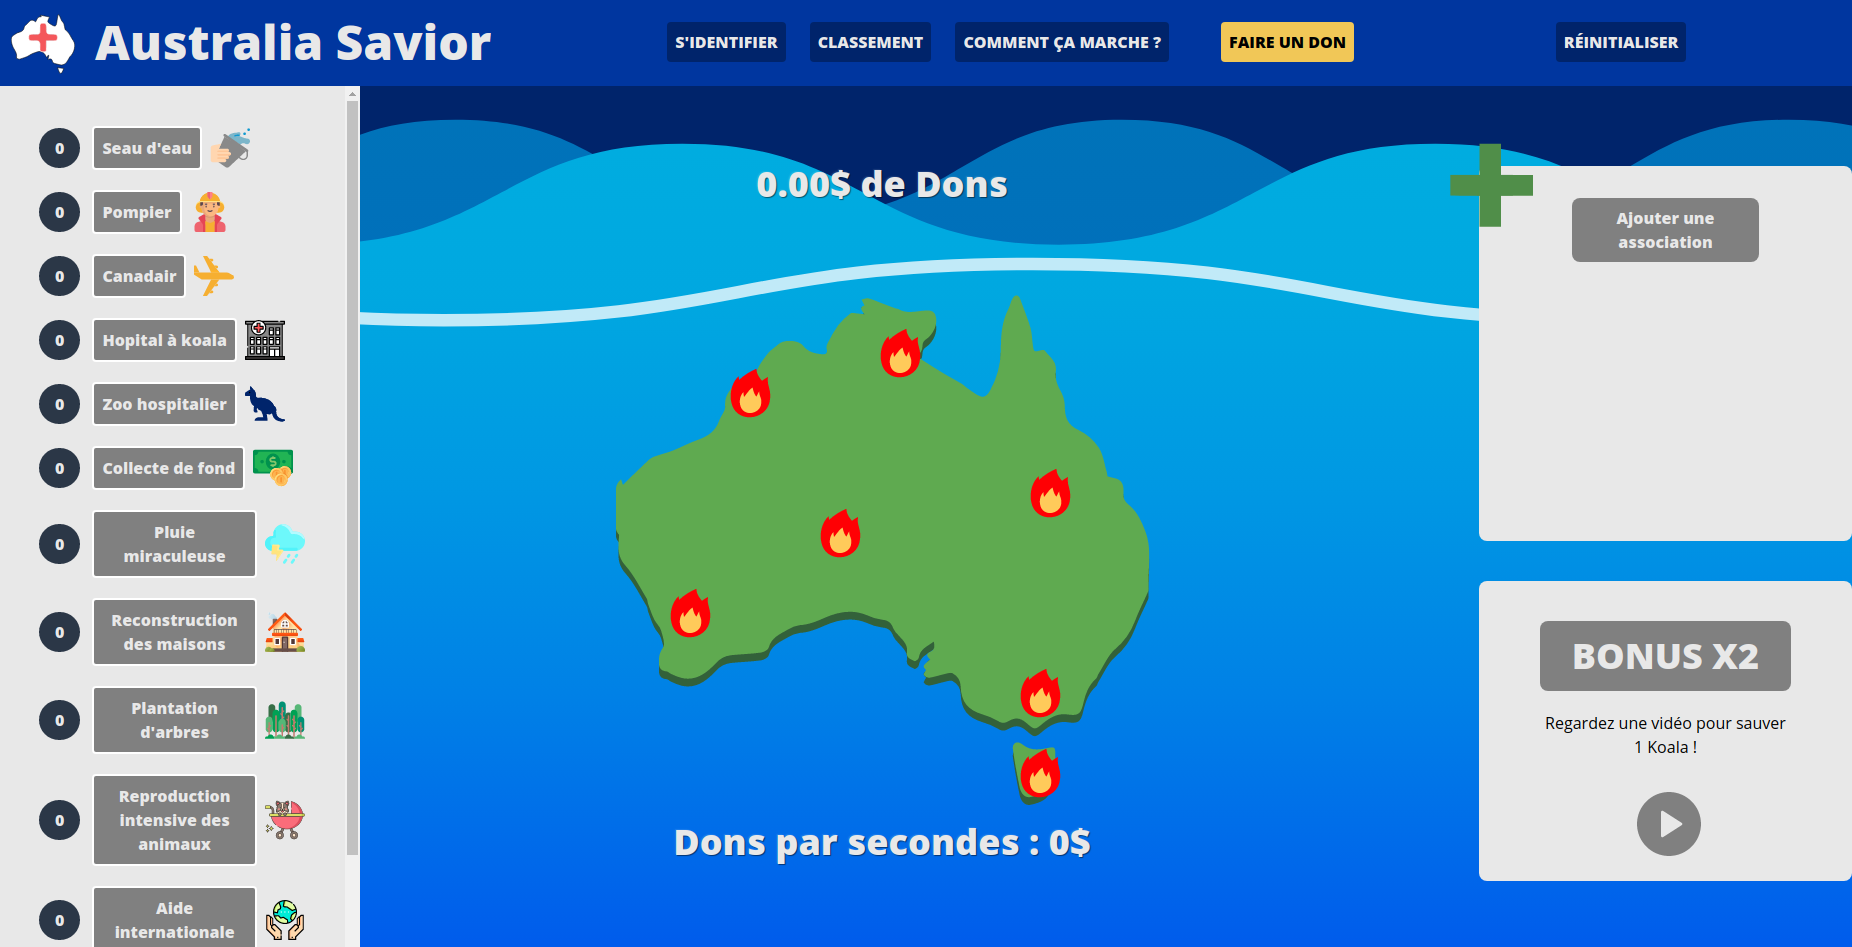 Australia Savior
S'IDENTIFIER
CLASSEMENT
COMMENT ÇA MARCHE ?
FAIRE UN DON
RÉINITIALISER
0
Seau d'eau
0
Pompier
0
Canadair
0
Hopital à koala
0
Zoo hospitalier
0
Collecte de fond
0
Pluie
miraculeuse
0
Reconstruction
des maisons
0
Plantation
d'arbres
0
Reproduction
intensive des
animaux
0
Aide
internationale
0.00$ de Dons
Dons par secondes : 0$
Ajouter une
association
BONUS X2
Regardez une vidéo pour sauver
1 Koala !